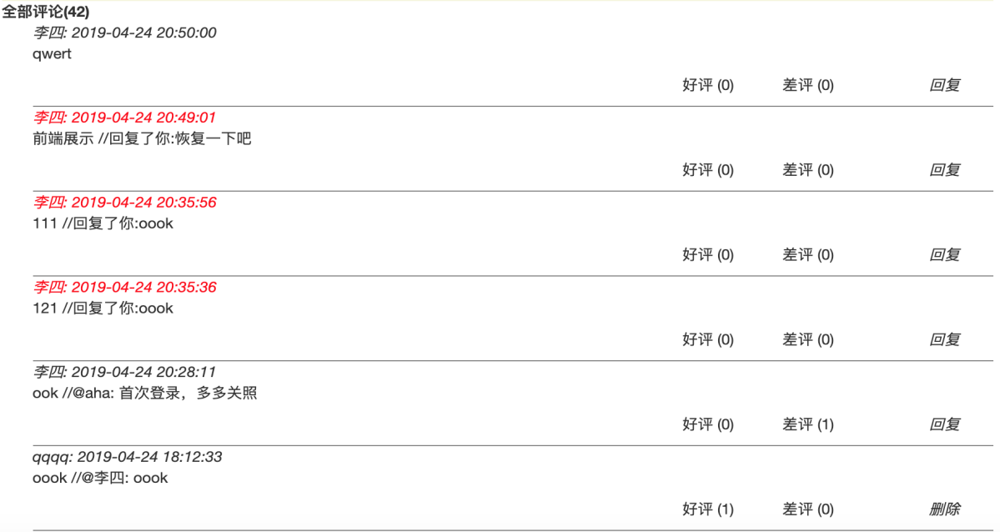 全部评论(42)
李四: 2019-04-24 20:50:00
qwert
好评 (0) 差评 (0) 回复
李四: 2019-04-24 20:49:01
前端展示 //回复了你:恢复一下吧
好评 (0) 差评 (0) 回复
李四: 2019-04-24 20:35:56
111 //回复了你:oook
好评 (0) 差评 (0) 回复
李四: 2019-04-24 20:35:36
121 //回复了你:oook
好评 (0) 差评 (0) 回复
李四: 2019-04-24 20:28:11
ook //@aha: 首次登录，多多关照
好评 (0) 差评 (1) 回复
qqqq: 2019-04-24 18:12:33
oook //@李四: oook
好评 (1) 差评 (0) 删除